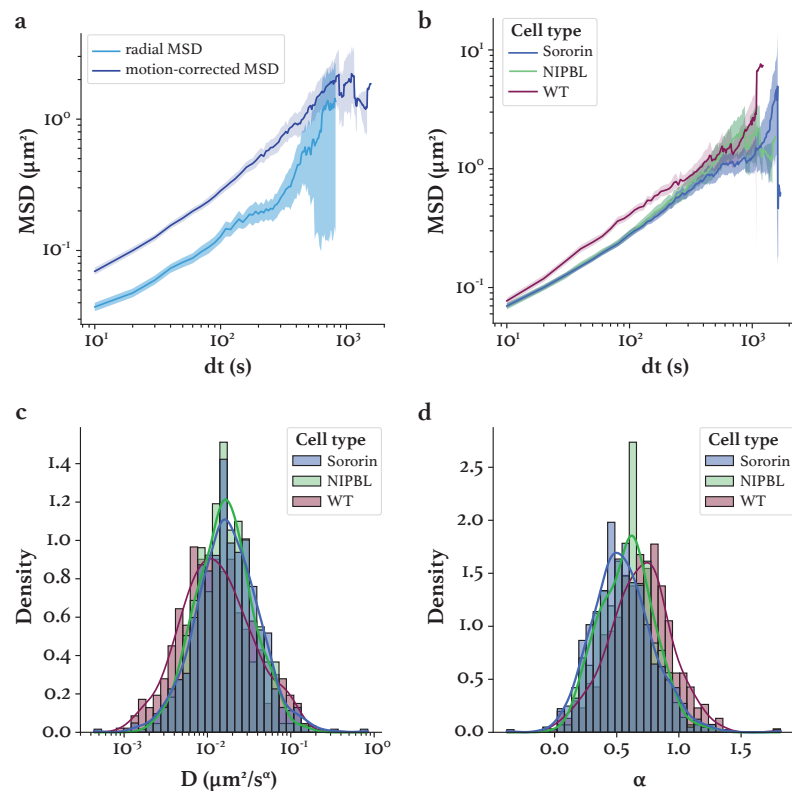 a
radial MSD
motion-corrected MSD
MSD (µm²)
10⁰
10⁻¹
10¹
10²
10³
dt (s)
b
Cell type
Sororin
NIPBL
WT
MSD (µm²)
10¹
10⁰
10⁻¹
10¹
10²
10³
dt (s)
c
Cell type
Sororin
NIPBL
WT
Density
1.4
1.2
1.0
0.8
0.6
0.4
0.2
0.0
10⁻³
10⁻²
10⁻¹
10⁰
D (µm²/sᵅ)
d
Cell type
Sororin
NIPBL
WT
Density
2.5
2.0
1.5
1.0
0.5
0.0
0.0
0.5
1.0
1.5
α